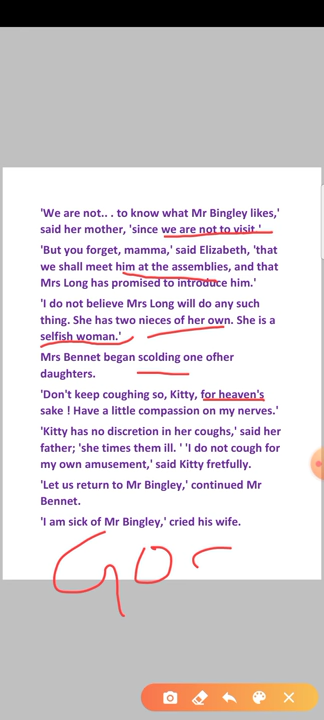 'We are not.. . to know what Mr Bingley likes,'
said her mother, 'since we are not to visit.'
'But you forget, mamma,' said Elizabeth, 'that
we shall meet him at the assemblies, and that
Mrs Long has promised to introduce him.'
'I do not believe Mrs Long will do any such
thing. She has two nieces of her own. She is a
selfish woman.'
Mrs Bennet began scolding one ofher
daughters.
'Don't keep coughing so, Kitty, for heaven's
sake ! Have a little compassion on my nerves.'
'Kitty has no discretion in her coughs,' said her
father; 'she times them ill. ' 'I do not cough for
my own amusement,' said Kitty fretfully.
'Let us return to Mr Bingley,' continued Mr
Bennet.
'I am sick of Mr Bingley,' cried his wife.